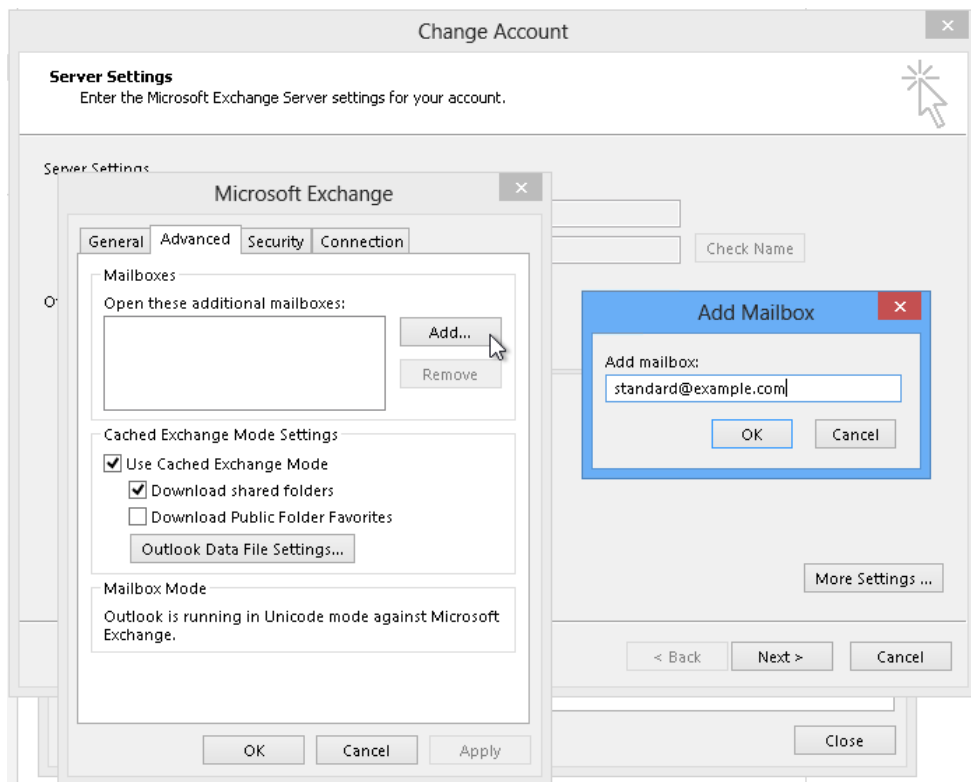 Change Account
Server Settings
Enter the Microsoft Exchange Server settings for your account.
Server Settings
Microsoft Exchange
General Advanced Security Connection
Check Name
Mailboxes
Open these additional mailboxes:
Add...
Remove
Add Mailbox
Add mailbox:
standard@example.com
OK Cancel
Cached Exchange Mode Settings
Use Cached Exchange Mode
Download shared folders
Download Public Folder Favorites
Outlook Data File Settings...
Mailbox Mode
Outlook is running in Unicode mode against Microsoft
Exchange.
More Settings ...
< Back Next > Cancel
OK Cancel Apply
Close